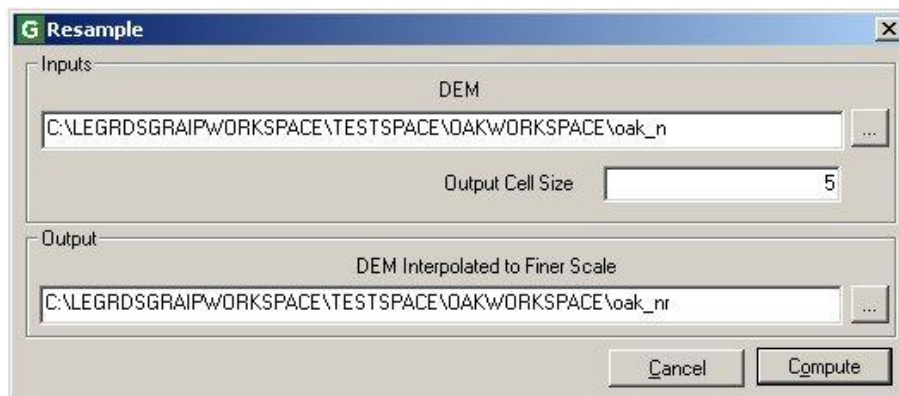 G Resample
Inputs
DEM
C:\LEGRDSGRAIPWORKSPACE\TESTSPACE\OAKWORKSPACE\oak_n
...
Output Cell Size 5
Output
DEM Interpolated to Finer Scale
C:\LEGRDSGRAIPWORKSPACE\TESTSPACE\OAKWORKSPACE\oak_nr
...
Cancel Compute